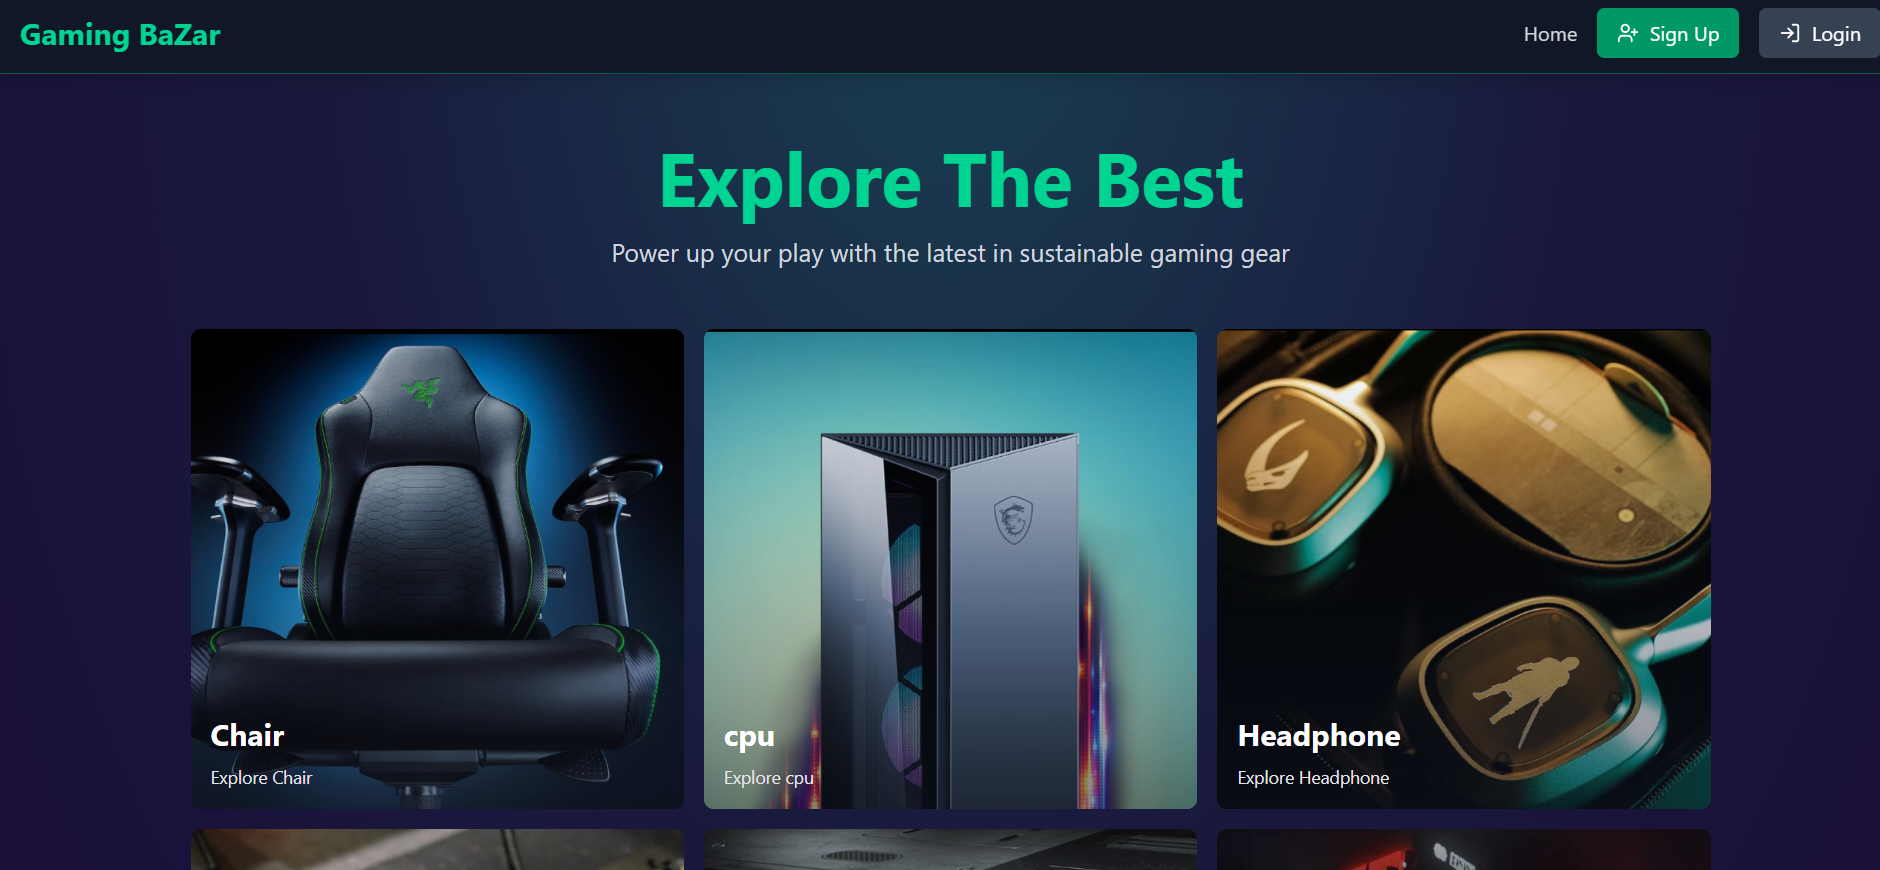 Gaming BaZar
Home
Sign Up
Login
Explore The Best
Power up your play with the latest in sustainable gaming gear
Chair
Explore Chair
cpu
Explore cpu
Headphone
Explore Headphone